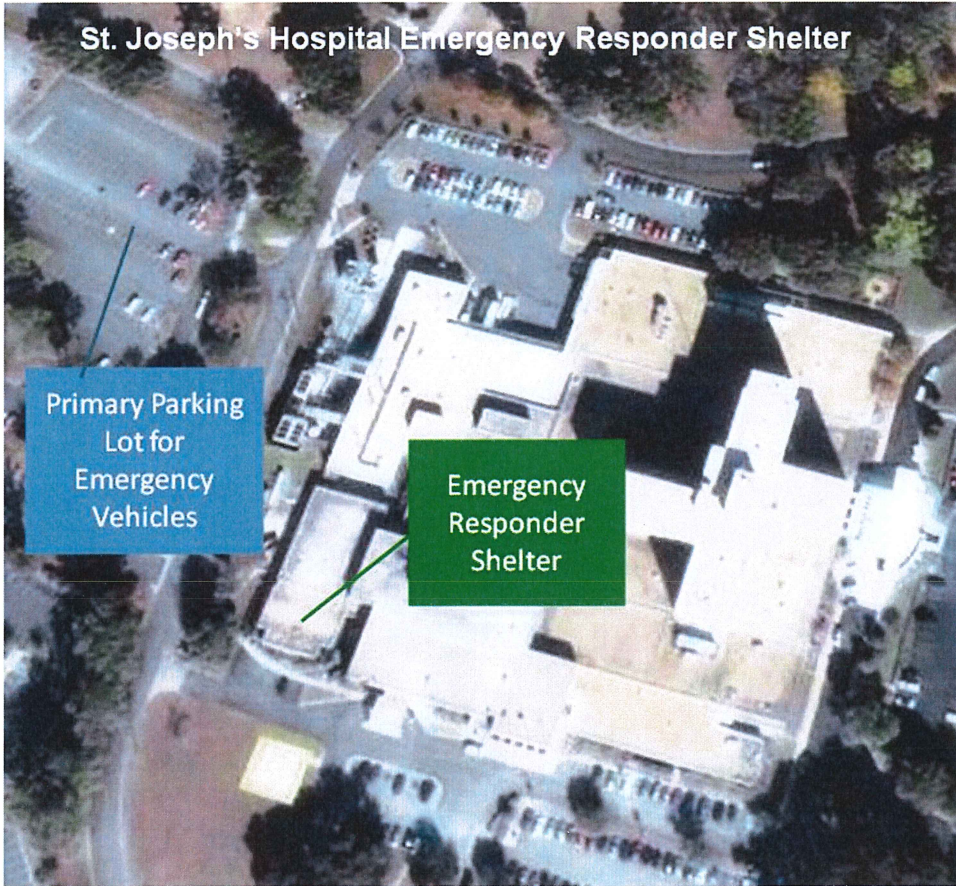 St. Joseph's Hospital Emergency Responder Shelter
Primary Parking
Lot for
Emergency
Vehicles
Emergency
Responder
Shelter